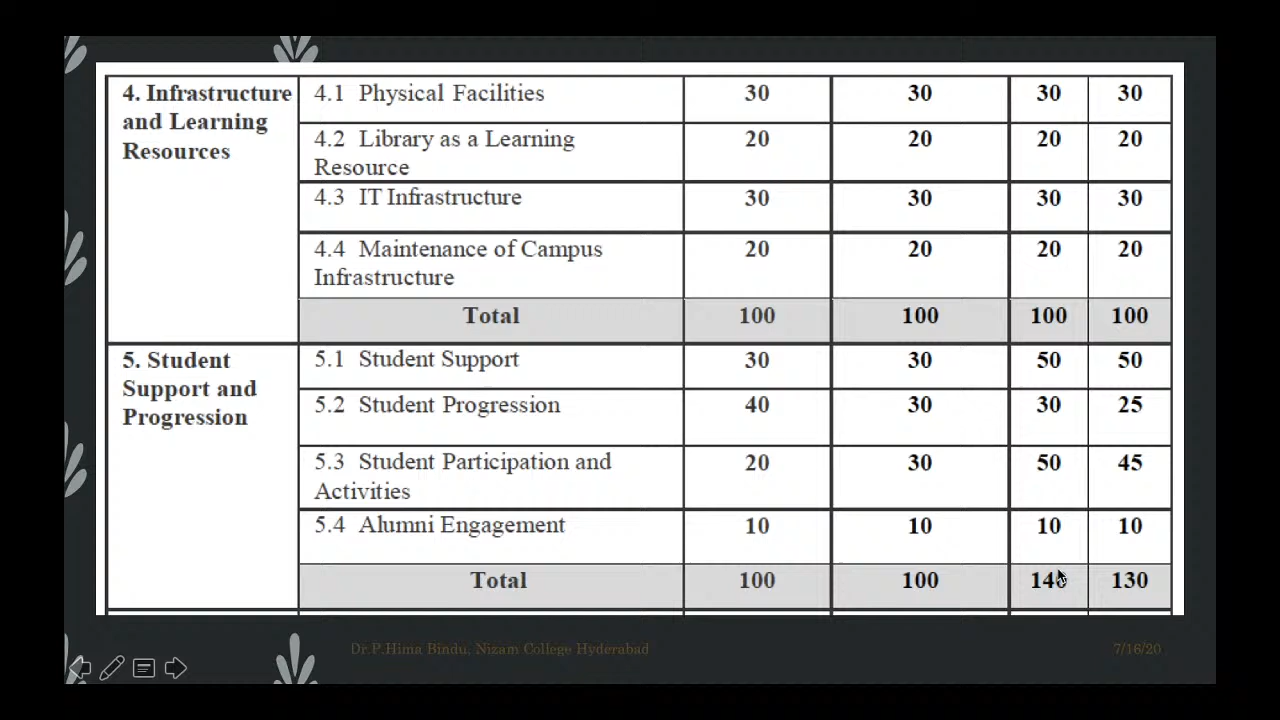 4. Infrastructure and Learning Resources
4.1 Physical Facilities 30 30 30 30
4.2 Library as a Learning Resource 20 20 20 20
4.3 IT Infrastructure 30 30 30 30
4.4 Maintenance of Campus Infrastructure 20 20 20 20
Total 100 100 100 100
5. Student Support and Progression
5.1 Student Support 30 30 50 50
5.2 Student Progression 40 30 30 25
5.3 Student Participation and Activities 20 30 50 45
5.4 Alumni Engagement 10 10 10 10
Total 100 100 140 130
Dr.P.Hima Bindu, Nizam College Hyderabad 7/16/20